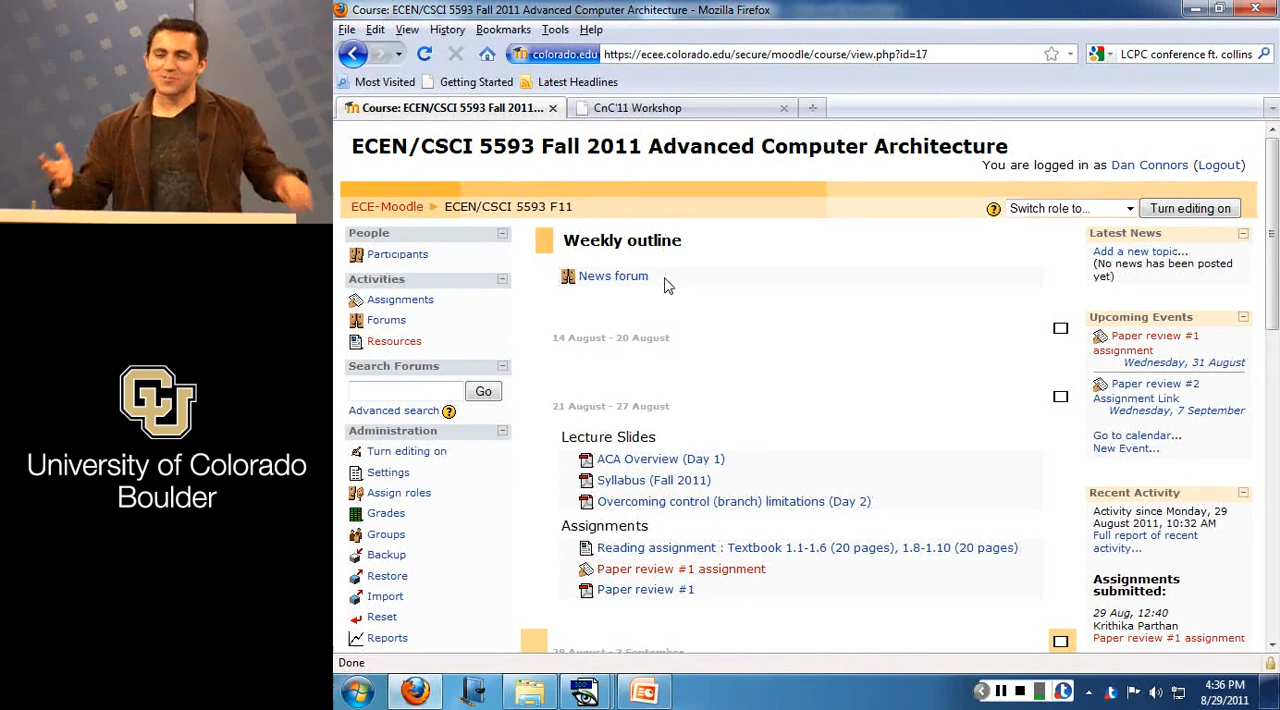 Course: ECEN/CSCI 5593 Fall 2011 Advanced Computer Architecture - Mozilla Firefox
File Edit View History Bookmarks Tools Help
colorado.edu https://ecee.colorado.edu/secure/moodle/course/view.php?id=17
LCPC conference ft. collins
Most Visited Getting Started Latest Headlines
Course: ECEN/CSCI 5593 Fall 2011... CnC'11 Workshop
ECEN/CSCI 5593 Fall 2011 Advanced Computer Architecture
You are logged in as Dan Connors (Logout)
ECE-Moodle ► ECEN/CSCI 5593 F11
Switch role to... Turn editing on
People
Participants
Activities
Assignments
Forums
Resources
Search Forums
Go
Advanced search
Administration
Turn editing on
Settings
Assign roles
Grades
Groups
Backup
Restore
Import
Reset
Reports
Weekly outline
News forum
14 August - 20 August
21 August - 27 August
Lecture Slides
ACA Overview (Day 1)
Syllabus (Fall 2011)
Overcoming control (branch) limitations (Day 2)
Assignments
Reading assignment : Textbook 1.1-1.6 (20 pages), 1.8-1.10 (20 pages)
Paper review #1 assignment
Paper review #1
28 August - 3 September
Latest News
Add a new topic...
(No news has been posted
yet)
Upcoming Events
Paper review #1
assignment
Wednesday, 31 August
Paper review #2
Assignment Link
Wednesday, 7 September
Go to calendar...
New Event...
Recent Activity
Activity since Monday, 29
August 2011, 10:32 AM
Full report of recent
activity...
Assignments
submitted:
29 Aug, 12:40
Krithika Parthan
Paper review #1 assignment
Done
4:36 PM
8/29/2011
CU
University of Colorado
Boulder